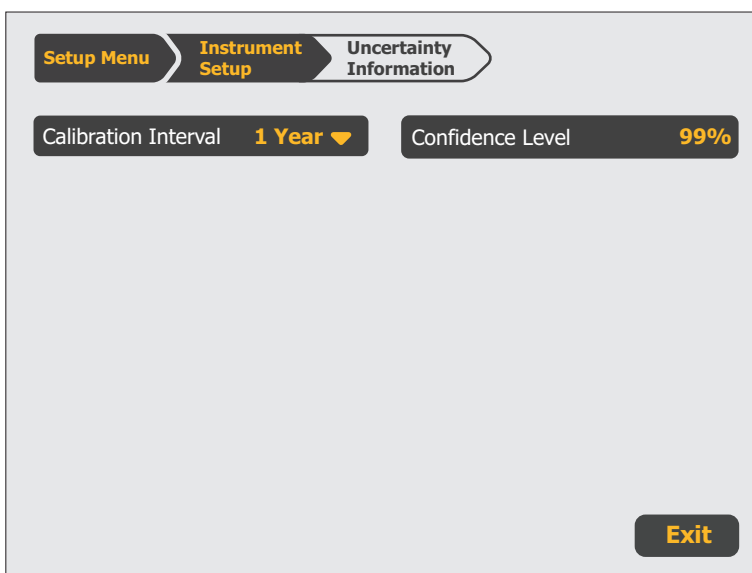 Setup Menu
Instrument
Setup
Uncertainty
Information
Calibration Interval 1 Year
Confidence Level 99%
Exit